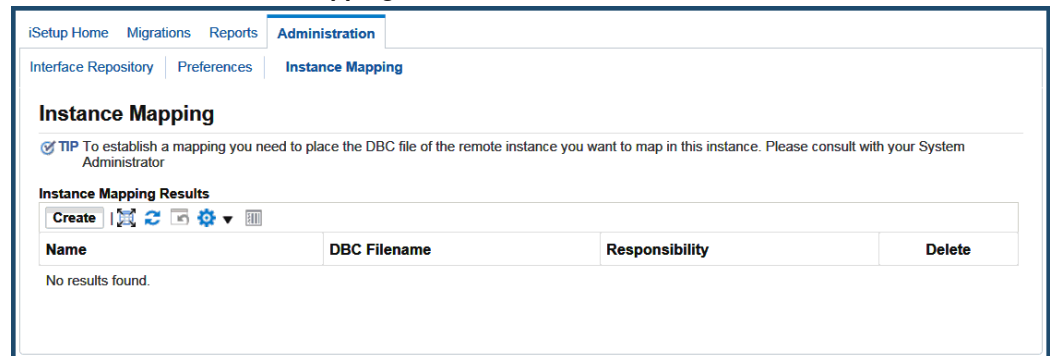 iSetup Home Migrations Reports Administration
Interface Repository Preferences Instance Mapping
Instance Mapping
TIP To establish a mapping you need to place the DBC file of the remote instance you want to map in this instance. Please consult with your System
Administrator
Instance Mapping Results
Create
Name DBC Filename Responsibility Delete
No results found.